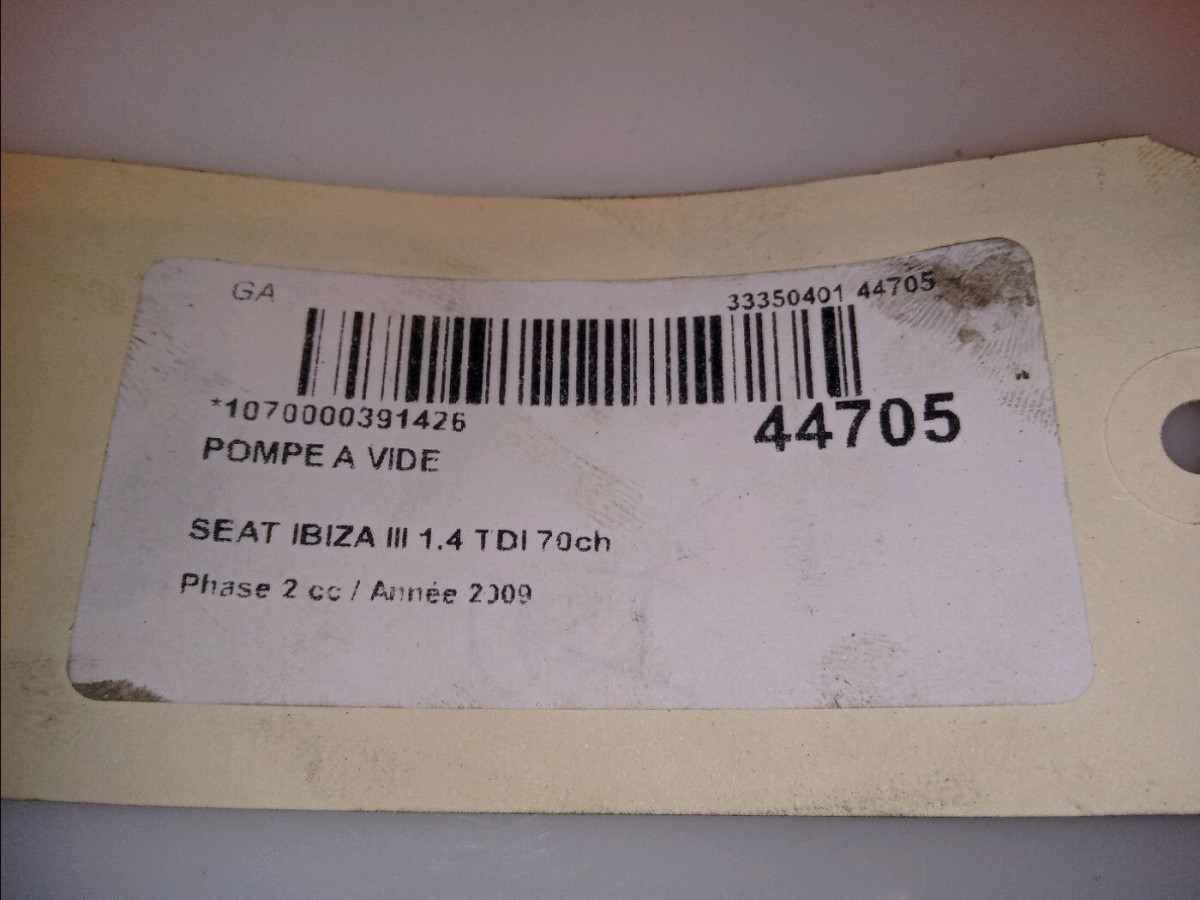 GA
33350401 44705
*1070000391426
44705
POMPE A VIDE
SEAT IBIZA III 1.4 TDI 70ch
Phase 2 cc / Année 2009